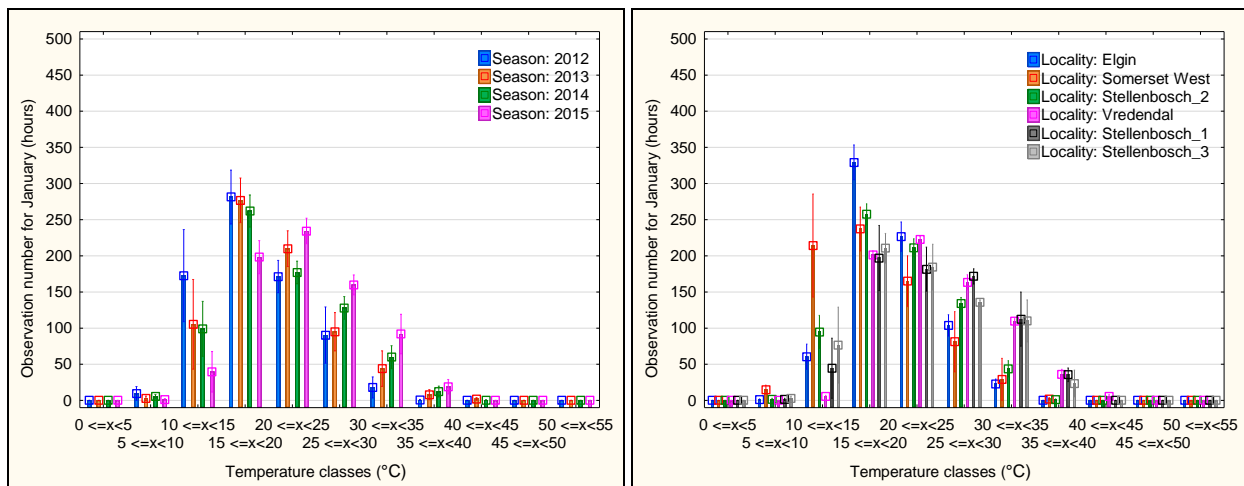 500
450
400
350
300
250
200
150
100
50
0
Observation number for January (hours)
Season: 2012
Season: 2013
Season: 2014
Season: 2015
0 <=x<5 10 <=x<15 20 <=x<25 30 <=x<35 40 <=x<45 50 <=x<55
5 <=x<10 15 <=x<20 25 <=x<30 35 <=x<40 45 <=x<50
Temperature classes (°C)
500
450
400
350
300
250
200
150
100
50
0
Observation number for January (hours)
Locality: Elgin
Locality: Somerset West
Locality: Stellenbosch_2
Locality: Vredendal
Locality: Stellenbosch_1
Locality: Stellenbosch_3
0 <=x<5 10 <=x<15 20 <=x<25 30 <=x<35 40 <=x<45 50 <=x<55
5 <=x<10 15 <=x<20 25 <=x<30 35 <=x<40 45 <=x<50
Temperature classes (°C)